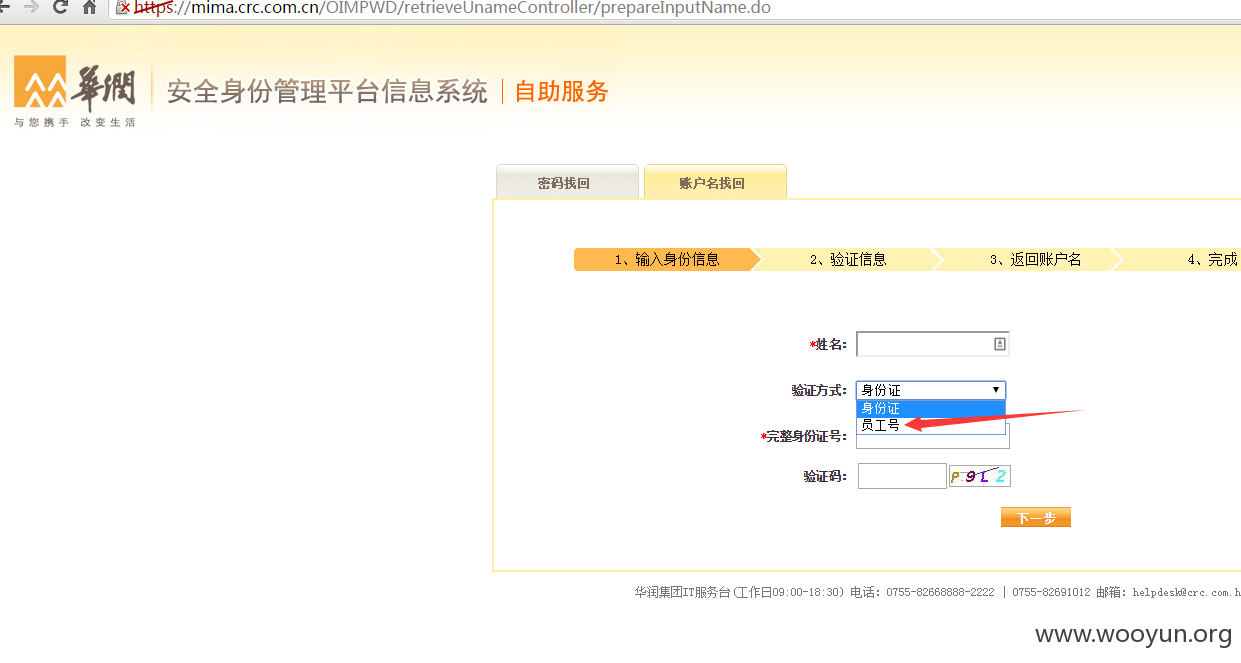 https://mima.crc.com.cn/OIMPWD/retrieveUnameController/prepareInputName.do
華潤
与您携手 改变生活
安全身份管理平台信息系统 | 自助服务
密码找回 账户名找回
1、输入身份信息 2、验证信息 3、返回账户名 4、完成
*姓名:
验证方式: 身份证
身份证
员工号
*完整身份证号:
验证码: P9L2
下一步
华润集团IT服务台(工作日09:00-18:30) 电话: 0755-82668888-2222 | 0755-82691012 邮箱: helpdesk@crc.com.h
www.wooyun.org